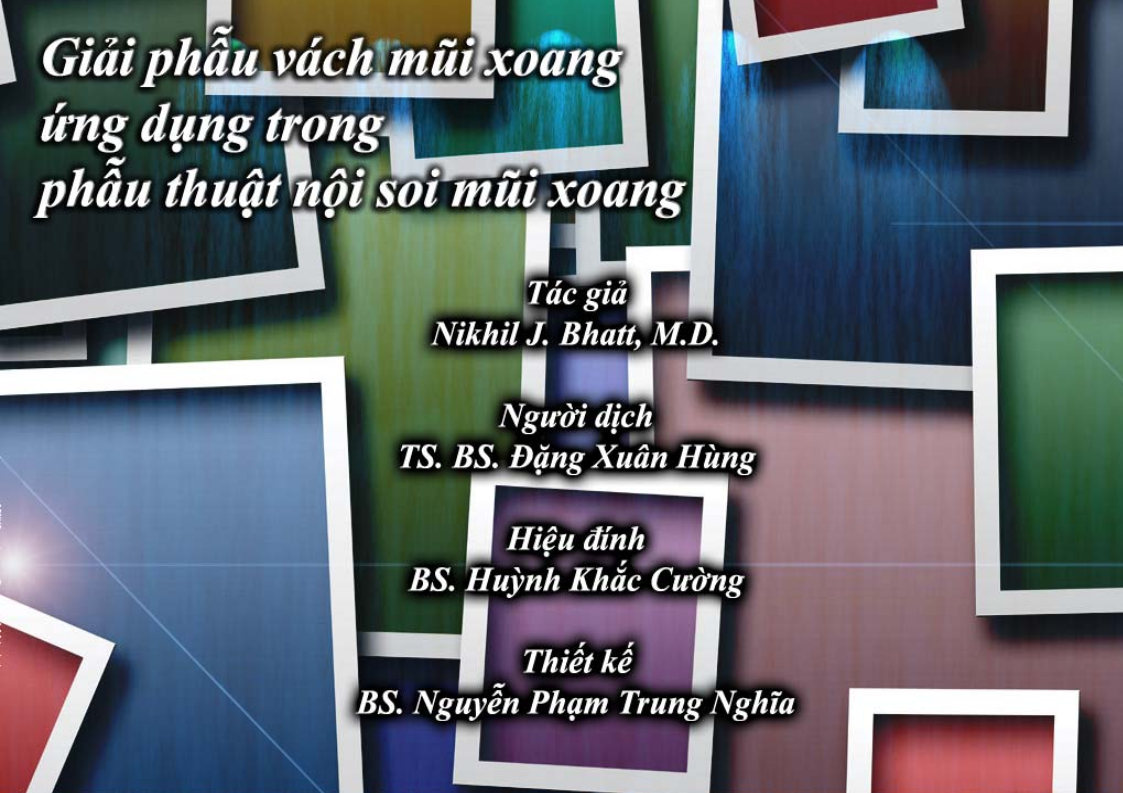 Giải phẫu vách mũi xoang
ứng dụng trong
phẫu thuật nội soi mũi xoang
Tác giả
Nikhil J. Bhatt, M.D.
Người dịch
TS. BS. Đặng Xuân Hùng
Hiệu đính
BS. Huỳnh Khắc Cường
Thiết kế
BS. Nguyễn Phạm Trung Nghĩa